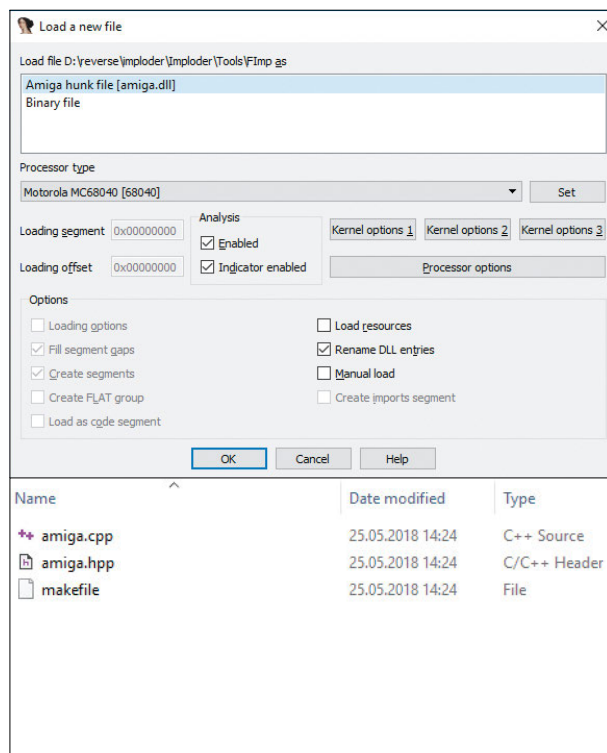 Load a new file
Load file D:\reverse\imploder\Imploder\Tools\FImp as
Amiga hunk file [amiga.dll]
Binary file
Processor type
Motorola MC68040 [68040]
Set
Loading segment 0x00000000
Loading offset 0x00000000
Analysis
Enabled
Indicator enabled
Kernel options 1 Kernel options 2 Kernel options 3
Processor options
Options
Loading options
Fill segment gaps
Create segments
Create FLAT group
Load as code segment
Load resources
Rename DLL entries
Manual load
Create imports segment
OK Cancel Help
Name Date modified Type
amiga.cpp 25.05.2018 14:24 C++ Source
amiga.hpp 25.05.2018 14:24 C/C++ Header
makefile 25.05.2018 14:24 File